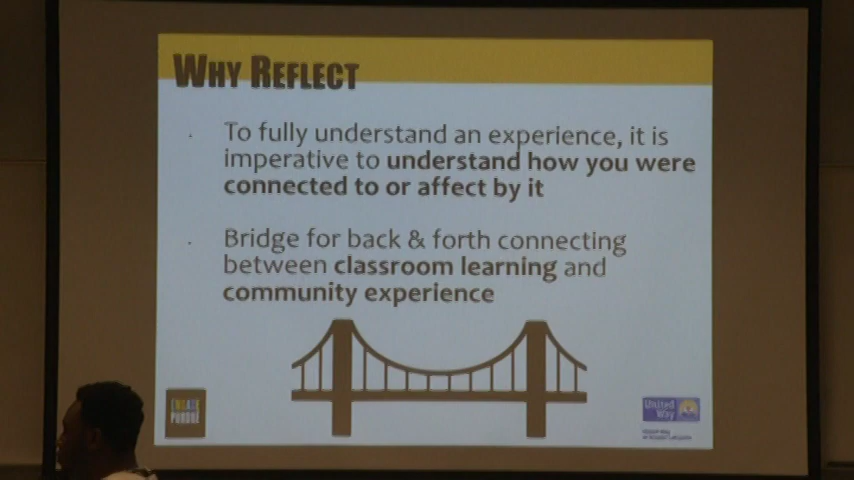 WHY REFLECT
To fully understand an experience, it is
imperative to understand how you were
connected to or affect by it
Bridge for back & forth connecting
between classroom learning and
community experience
ENGAGE
PURDUE
United
Way